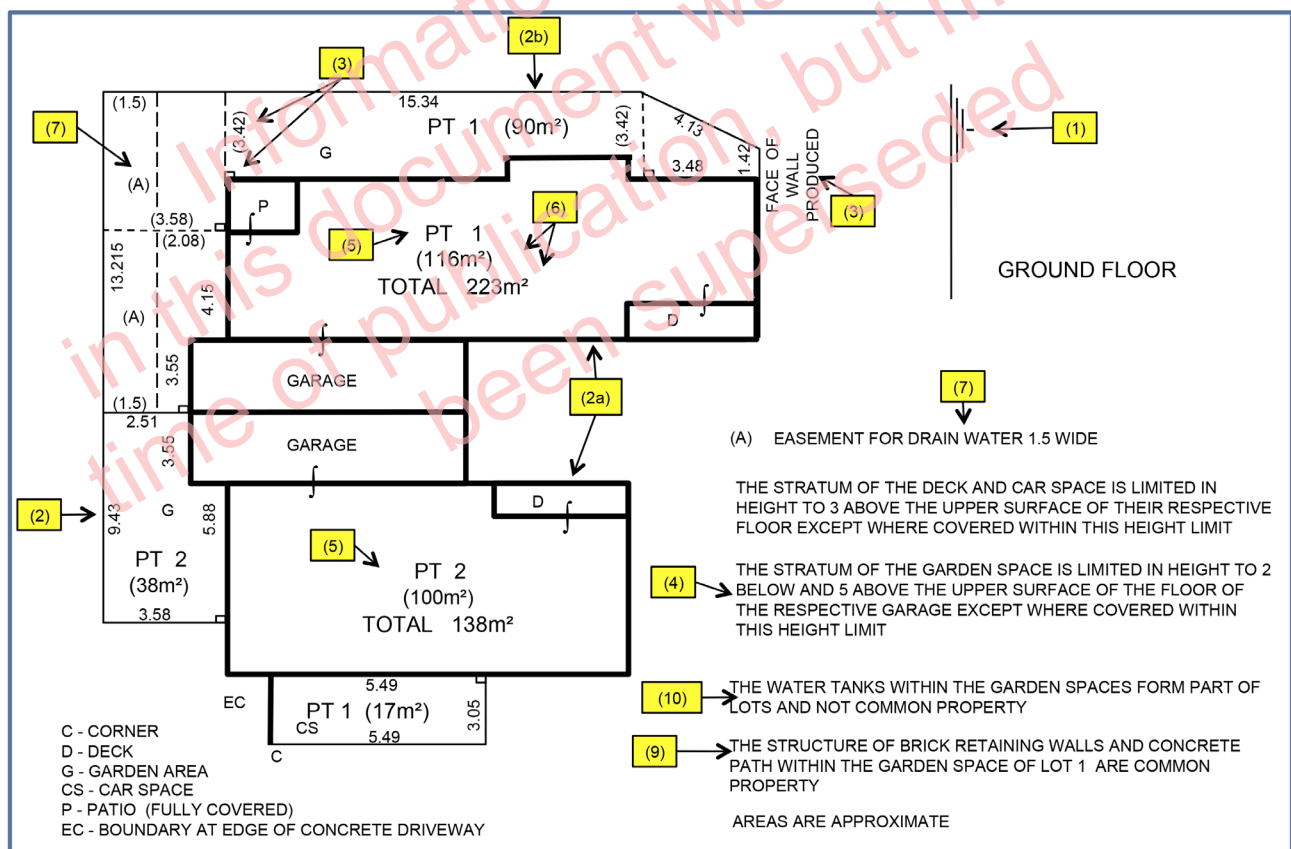 (2b)
(3)
(1.5)
15.34
(7)
(A)
(3.42)
PT 1 (90m²)
(3.42)
4.13
(1)
G
3.48
1.42
FACE OF
WALL
PRODUCED
(3)
(A)
P
(6)
(3.58)
(2.08)
(5)
PT 1
(116m²)
TOTAL 223m²
GROUND FLOOR
13.215
4.15
(A)
D
3.55
GARAGE
(2a)
(7)
(1.5)
2.51
3.55
GARAGE
(A) EASEMENT FOR DRAIN WATER 1.5 WIDE
THE STRATUM OF THE DECK AND CAR SPACE IS LIMITED IN
HEIGHT TO 3 ABOVE THE UPPER SURFACE OF THEIR RESPECTIVE
FLOOR EXCEPT WHERE COVERED WITHIN THIS HEIGHT LIMIT
(2)
9.43
G
5.88
D
(5)
PT 2
(38m²)
PT 2
(100m²)
TOTAL 138m²
3.58
(4)
THE STRATUM OF THE GARDEN SPACE IS LIMITED IN HEIGHT TO 2
BELOW AND 5 ABOVE THE UPPER SURFACE OF THE FLOOR OF
THE RESPECTIVE GARAGE EXCEPT WHERE COVERED WITHIN
THIS HEIGHT LIMIT
EC
5.49
PT 1 (17m²)
3.05
CS
5.49
C
(10)
THE WATER TANKS WITHIN THE GARDEN SPACES FORM PART OF
LOTS AND NOT COMMON PROPERTY
(9)
THE STRUCTURE OF BRICK RETAINING WALLS AND CONCRETE
PATH WITHIN THE GARDEN SPACE OF LOT 1 ARE COMMON
PROPERTY
AREAS ARE APPROXIMATE
C - CORNER
D - DECK
G - GARDEN AREA
CS - CAR SPACE
P - PATIO (FULLY COVERED)
EC - BOUNDARY AT EDGE OF CONCRETE DRIVEWAY
Information
in this document
time of publication, but
been superseded